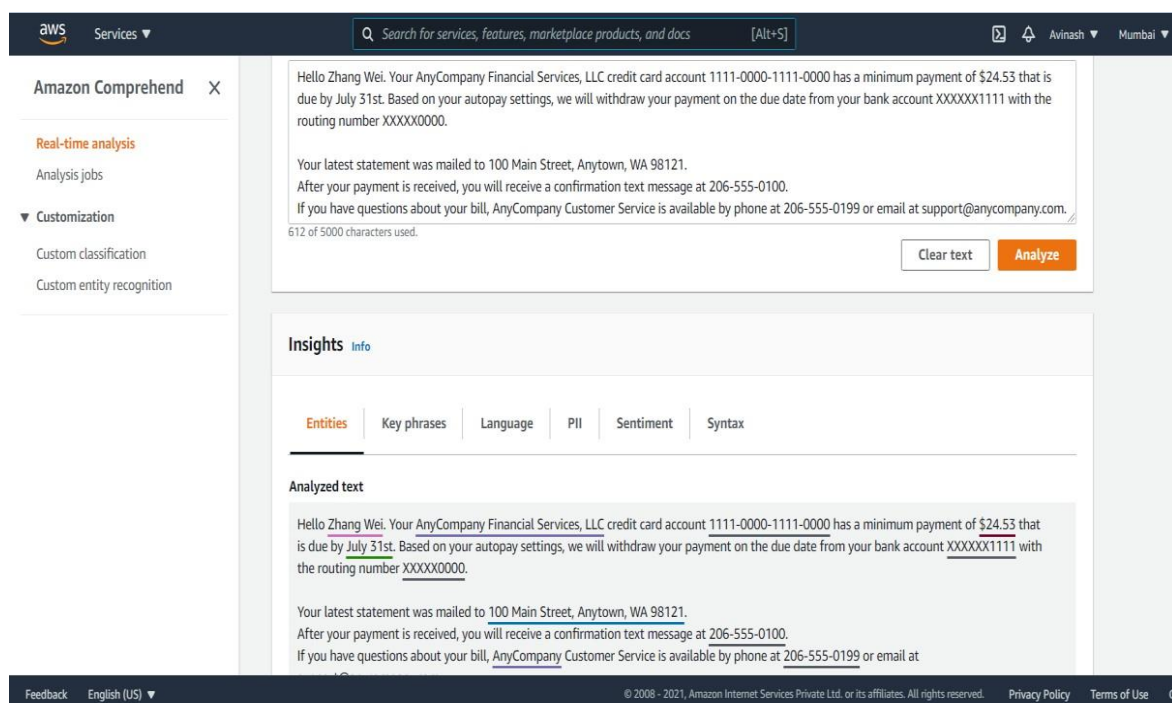 aws Services ▼ Search for services, features, marketplace products, and docs [Alt+S] Avinash ▼ Mumbai ▼
Amazon Comprehend X
Real-time analysis
Analysis jobs
▼ Customization
Custom classification
Custom entity recognition
Hello Zhang Wei. Your AnyCompany Financial Services, LLC credit card account 1111-0000-1111-0000 has a minimum payment of $24.53 that is
due by July 31st. Based on your autopay settings, we will withdraw your payment on the due date from your bank account XXXXXX1111 with the
routing number XXXXX0000.
Your latest statement was mailed to 100 Main Street, Anytown, WA 98121.
After your payment is received, you will receive a confirmation text message at 206-555-0100.
If you have questions about your bill, AnyCompany Customer Service is available by phone at 206-555-0199 or email at support@anycompany.com.
612 of 5000 characters used.
Clear text Analyze
Insights Info
Entities Key phrases Language PII Sentiment Syntax
Analyzed text
Hello Zhang Wei. Your AnyCompany Financial Services, LLC credit card account 1111-0000-1111-0000 has a minimum payment of $24.53 that
is due by July 31st. Based on your autopay settings, we will withdraw your payment on the due date from your bank account XXXXXX1111 with
the routing number XXXXX0000.
Your latest statement was mailed to 100 Main Street, Anytown, WA 98121.
After your payment is received, you will receive a confirmation text message at 206-555-0100.
If you have questions about your bill, AnyCompany Customer Service is available by phone at 206-555-0199 or email at
Feedback English (US) ▼ © 2008 - 2021, Amazon Internet Services Private Ltd. or its affiliates. All rights reserved. Privacy Policy Terms of Use